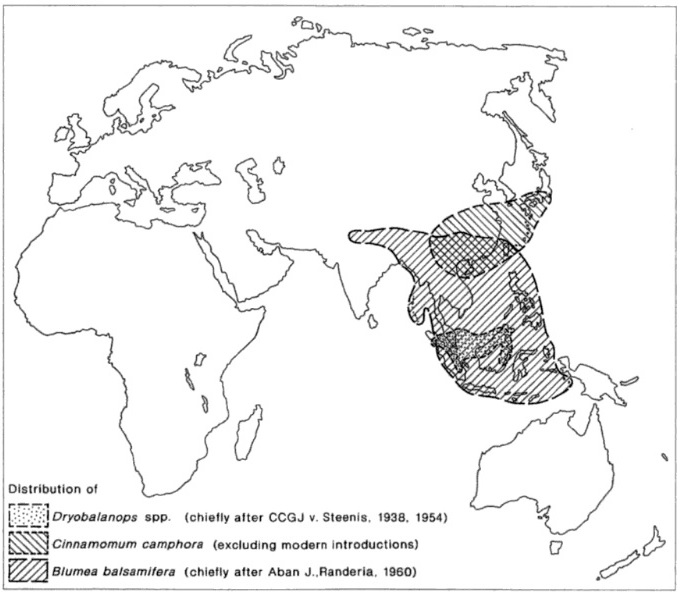 Distribution of
Dryobalanops spp. (chiefly after CCGJ v. Steenis, 1938, 1954)
Cinnamomum camphora (excluding modern introductions)
Blumea balsamifera (chiefly after Aban J.,Randeria, 1960)